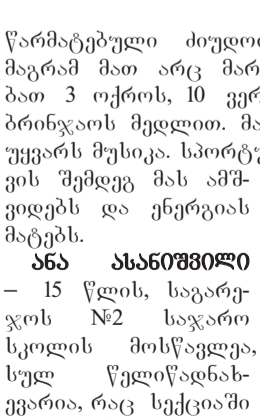 წარმატებული ძიუდო
მაგრამ მათ არც მარ
ბათ 3 ოქროს, 10 ვერ
ბრინჯაოს მედლით. მა
უყვარს მუსიკა. სპორტუ
ვის შემდეგ მას ამშ-
ვიდებს და ენერგიას
მატებს.
ანა ასანიშვილი
– 15 წლის, საგარე-
ჯოს №2 საჯარო
სკოლის მოსწავლეა,
სულ წელიწადნახ-
ევარია, რაც სექციაში